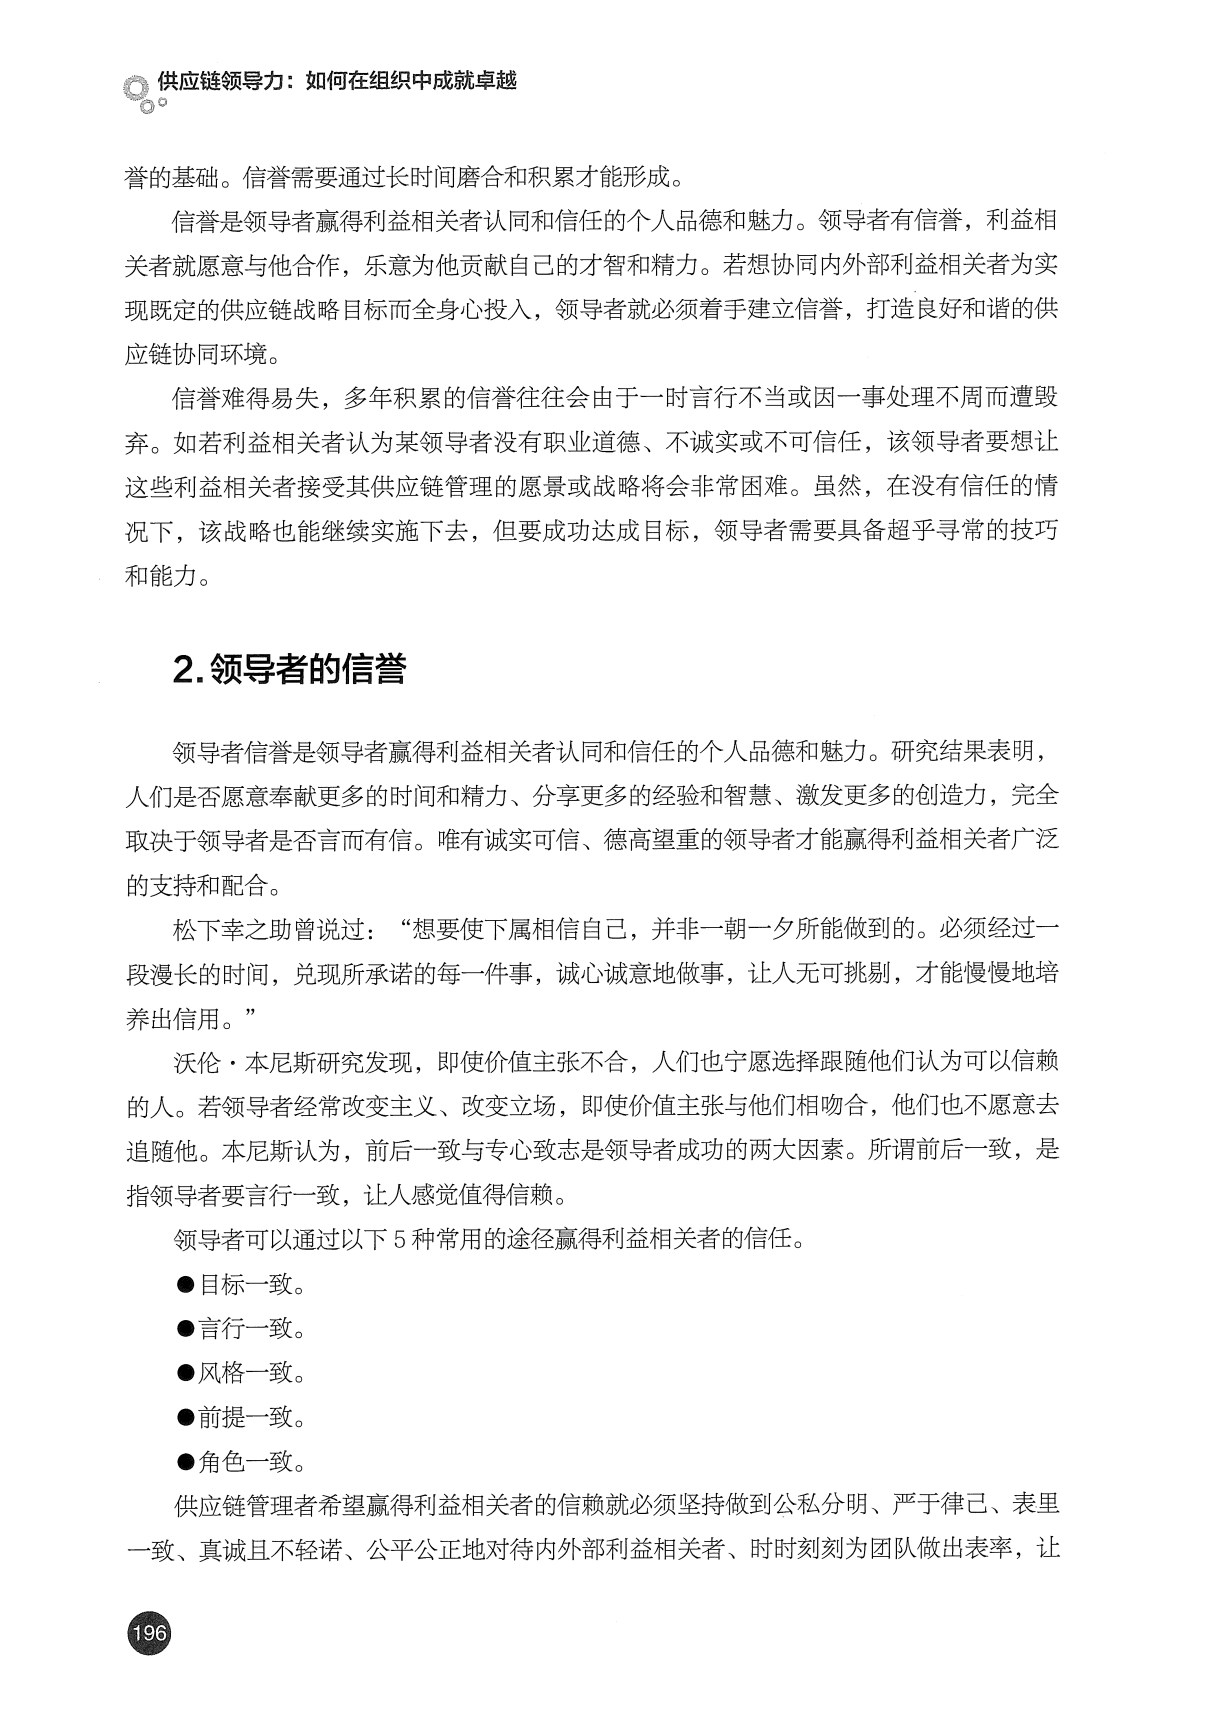 供应链领导力：如何在组织中成就卓越
誉的基础。信誉需要通过长时间磨合和积累才能形成。
信誉是领导者赢得利益相关者认同和信任的个人品德和魅力。领导者有信誉，利益相
关者就愿意与他合作，乐意为他贡献自己的才智和精力。若想协同内外部利益相关者为实
现既定的供应链战略目标而全身心投入，领导者就必须着手建立信誉，打造良好和谐的供
应链协同环境。
信誉难得易失，多年积累的信誉往往会由于一时言行不当或因一事处理不周而遭毁
弃。如若利益相关者认为某领导者没有职业道德、不诚实或不可信任，该领导者要想让
这些利益相关者接受其供应链管理的愿景或战略将会非常困难。虽然，在没有信任的情
况下，该战略也能继续实施下去，但要成功达成目标，领导者需要具备超乎寻常的技巧
和能力。
2.领导者的信誉
领导者信誉是领导者赢得利益相关者认同和信任的个人品德和魅力。研究结果表明，
人们是否愿意奉献更多的时间和精力、分享更多的经验和智慧、激发更多的创造力，完全
取决于领导者是否言而有信。唯有诚实可信、德高望重的领导者才能赢得利益相关者广泛
的支持和配合。
松下幸之助曾说过：“想要使下属相信自己，并非一朝一夕所能做到的。必须经过一
段漫长的时间，兑现所承诺的每一件事，诚心诚意地做事，让人无可挑剔，才能慢慢地培
养出信用。”
沃伦·本尼斯研究发现，即使价值主张不合，人们也宁愿选择跟随他们认为可以信赖
的人。若领导者经常改变主义、改变立场，即使价值主张与他们相吻合，他们也不愿意去
追随他。本尼斯认为，前后一致与专心致志是领导者成功的两大因素。所谓前后一致，是
指领导者要言行一致，让人感觉值得信赖。
领导者可以通过以下 5 种常用的途径赢得利益相关者的信任。
●目标一致。
●言行一致。
●风格一致。
●前提一致。
●角色一致。
供应链管理者希望赢得利益相关者的信赖就必须坚持做到公私分明、严于律己、表里
一致、真诚且不轻诺、公平公正地对待内外部利益相关者、时时刻刻为团队做出表率，让
196